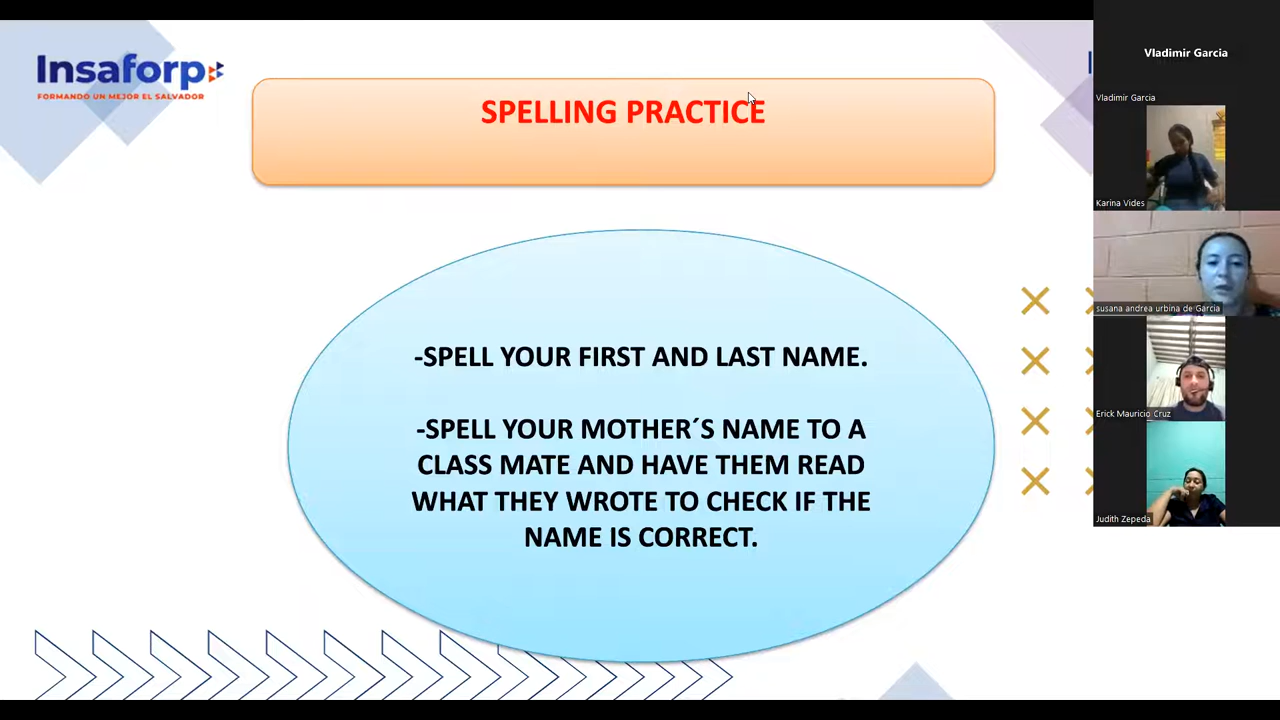 Insaforp
FORMANDO UN MEJOR EL SALVADOR
SPELLING PRACTICE
-SPELL YOUR FIRST AND LAST NAME.
-SPELL YOUR MOTHER´S NAME TO A
CLASS MATE AND HAVE THEM READ
WHAT THEY WROTE TO CHECK IF THE
NAME IS CORRECT.
Vladimir Garcia
Vladimir Garcia
Karina Vides
susana andrea urbina de Garcia
Erick Mauricio Cruz
Judith Zepeda